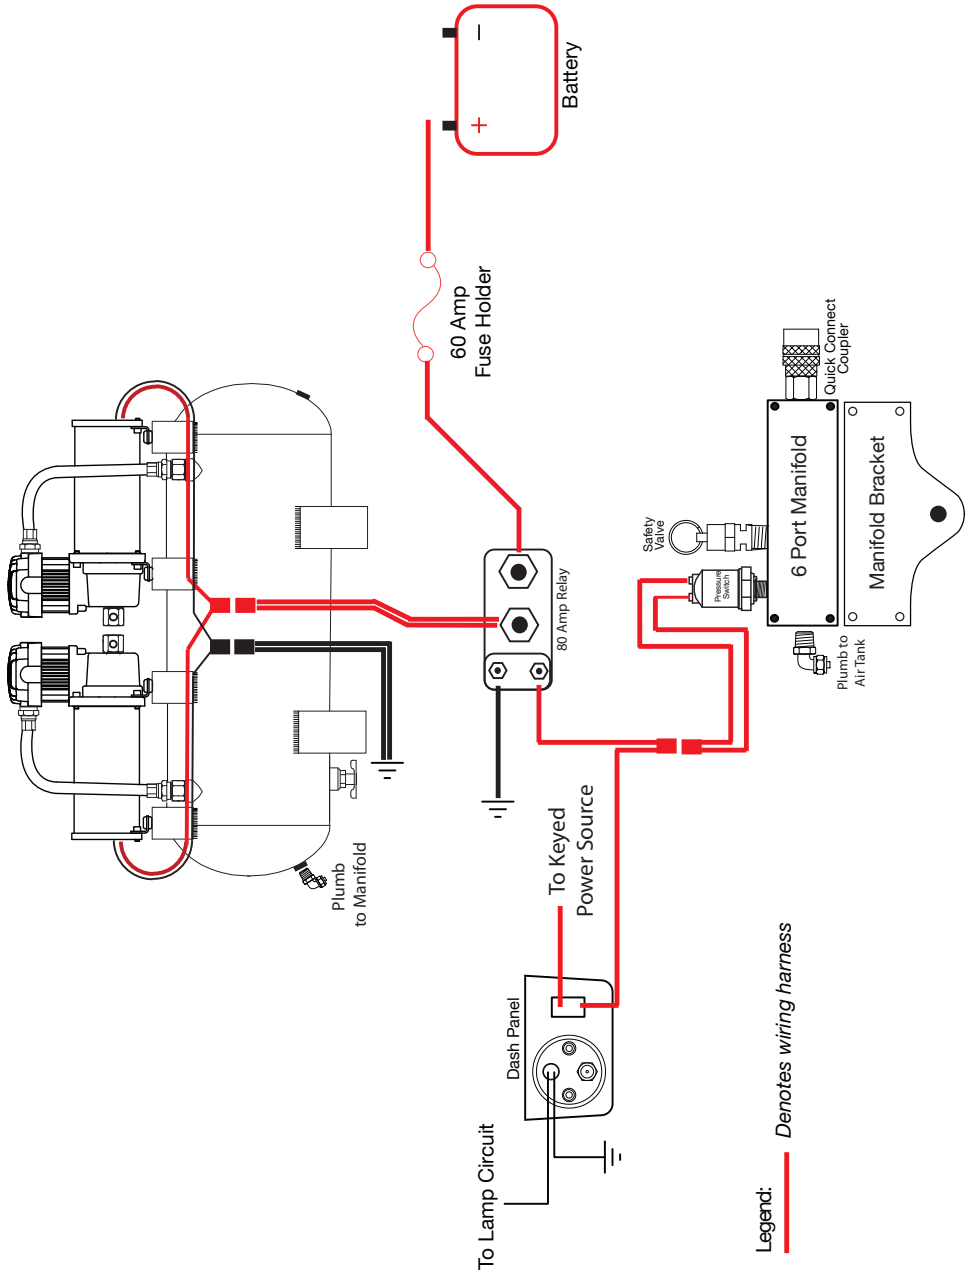 −
+
Battery
60 Amp
Fuse Holder
Quick Connect
Coupler
6 Port Manifold
Manifold Bracket
Safety
Valve
Pressure
Switch
Plumb to
Air Tank
80 Amp Relay
Plumb
to Manifold
To Keyed
Power Source
Dash Panel
To Lamp Circuit
Legend:
Denotes wiring harness